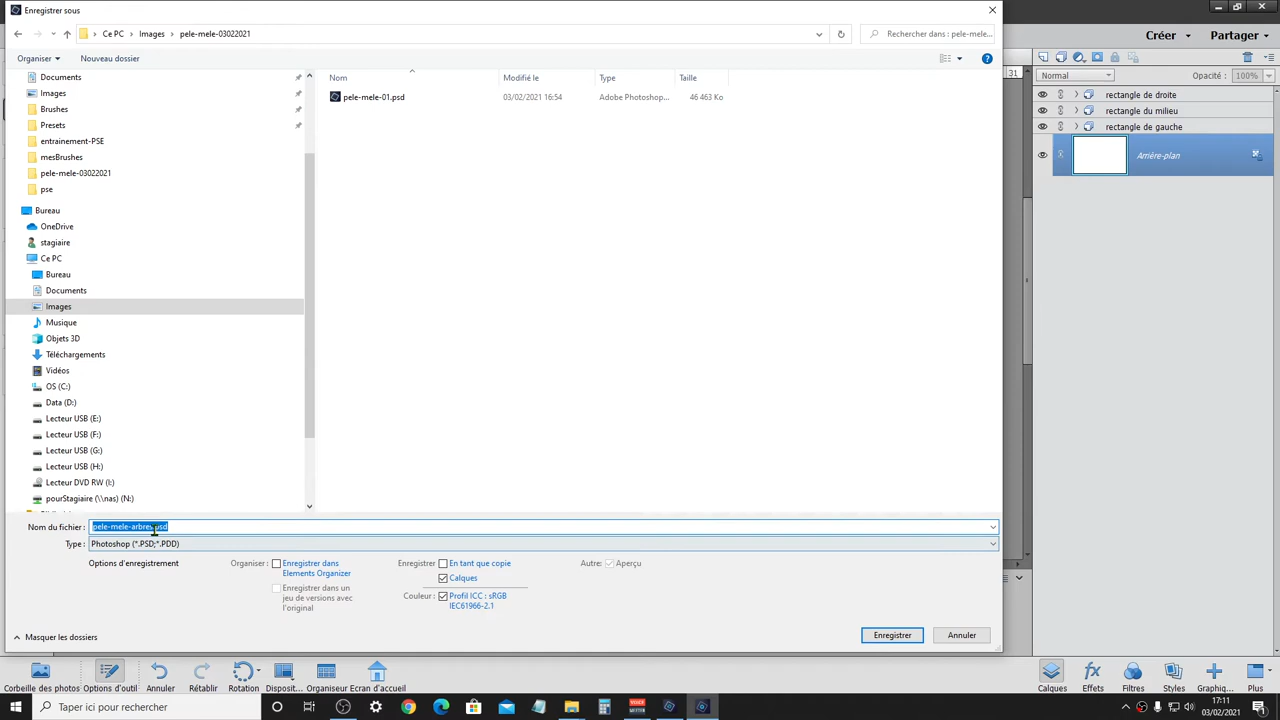 Enregistrer sous
Créer
Partager
Ce PC
Images
pele-mele-03022021
Rechercher dans : pele-mele...
Organiser
Nouveau dossier
Documents
Images
Brushes
Presets
entrainement-PSE
mesBrushes
pele-mele-03022021
pse
Bureau
OneDrive
stagiaire
Ce PC
Bureau
Documents
Images
Musique
Objets 3D
Téléchargements
Vidéos
OS (C:)
Data (D:)
Lecteur USB (E:)
Lecteur USB (F:)
Lecteur USB (G:)
Lecteur USB (H:)
Lecteur DVD RW (I:)
pourStagiaire (\\nas) (N:)
Nom
Modifié le
Type
Taille
pele-mele-01.psd
03/02/2021 16:54
Adobe Photoshop...
46 463 Ko
31
Normal
Opacité :
100%
rectangle de droite
rectangle du milieu
rectangle de gauche
Arrière-plan
Nom du fichier :
pele-mele-arbres.psd
Type :
Photoshop (*.PSD;*.PDD)
Options d'enregistrement
Organiser :
Enregistrer dans
Elements Organizer
Enregistrer dans un
jeu de versions avec
l'original
Enregistrer
En tant que copie
Calques
Couleur :
Profil ICC : sRGB
IEC61966-2.1
Autre :
Aperçu
Masquer les dossiers
Enregistrer
Annuler
Corbeille des photos
Options d'outil
Annuler
Rétablir
Rotation
Disposit...
Organiseur
Ecran d'accueil
Calques
Effets
Filtres
Styles
Graphiq...
Plus
Taper ici pour rechercher
17:11
03/02/2021